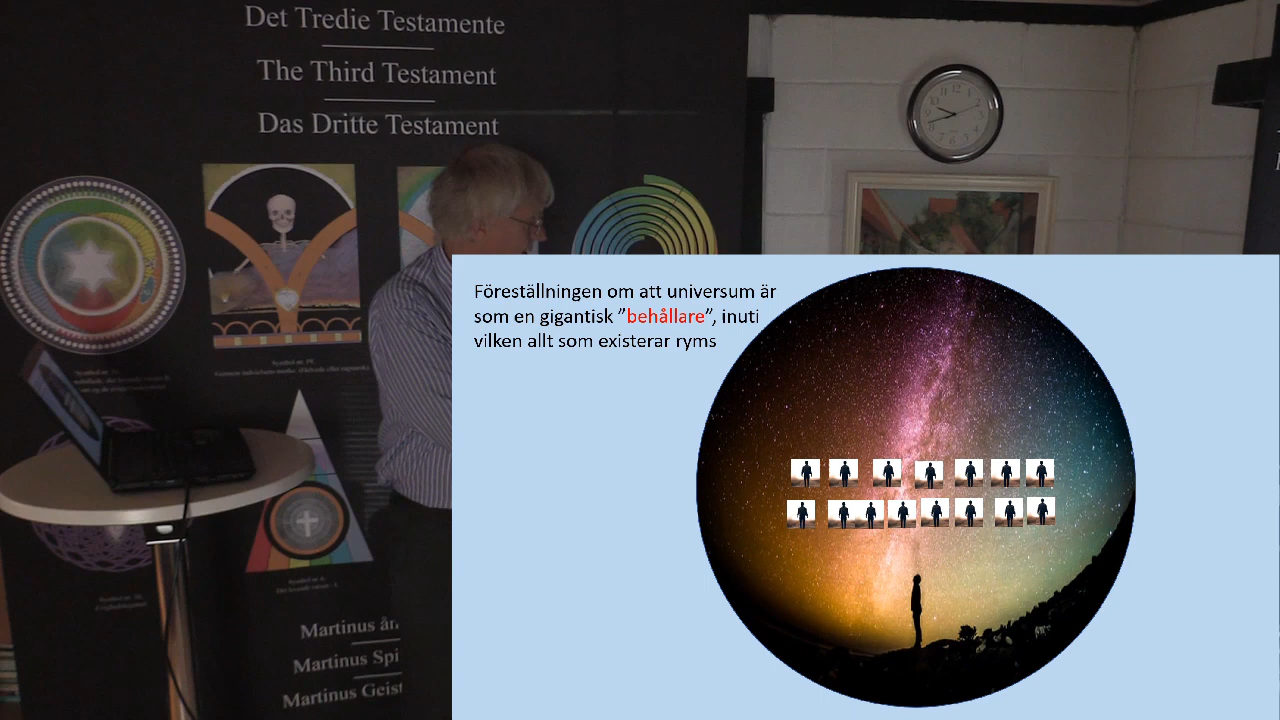 Det Tredie Testamente
The Third Testament
Das Dritte Testament
Föreställningen om att universum är
som en gigantisk ”behållare”, inuti
vilken allt som existerar ryms
Martinus
Martinus Spi
Martinus Geist